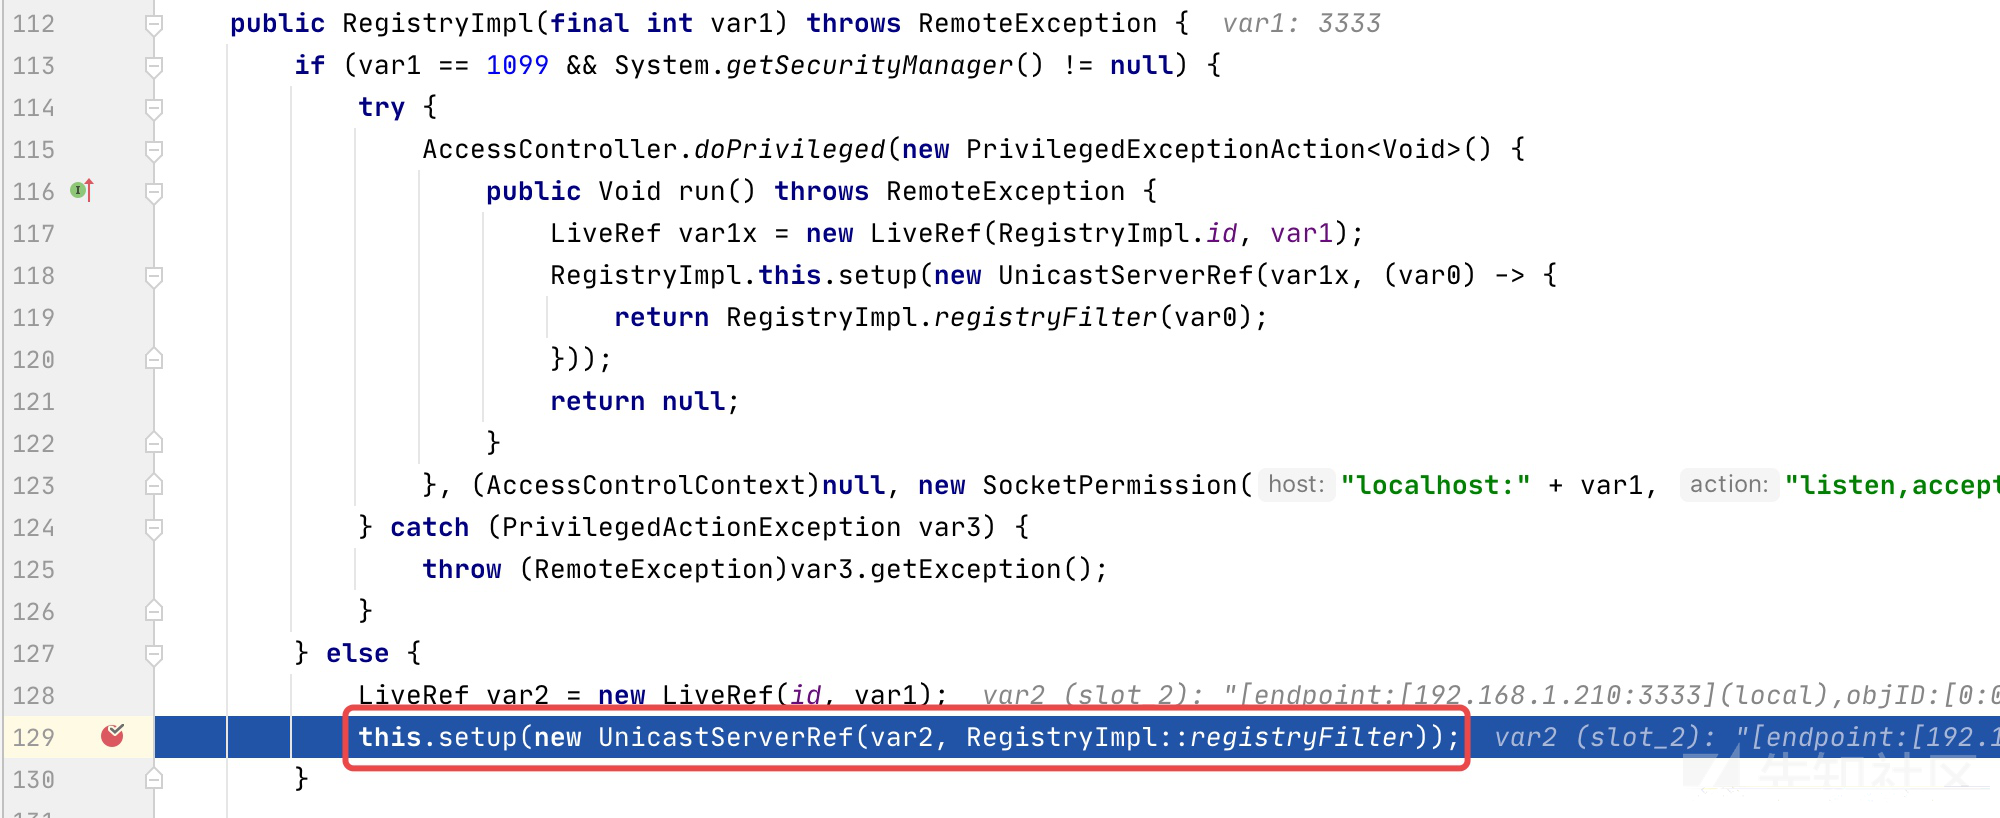 112 public RegistryImpl(final int var1) throws RemoteException { var1: 3333
113 if (var1 == 1099 && System.getSecurityManager() != null) {
114 try {
115 AccessController.doPrivileged(new PrivilegedExceptionAction<Void>() {
116 public Void run() throws RemoteException {
117 LiveRef var1x = new LiveRef(RegistryImpl.id, var1);
118 RegistryImpl.this.setup(new UnicastServerRef(var1x, (var0) -> {
119 return RegistryImpl.registryFilter(var0);
120 }));
121 return null;
122 }
123 }, (AccessControlContext)null, new SocketPermission( host: "localhost:" + var1, action: "listen,accept
124 } catch (PrivilegedActionException var3) {
125 throw (RemoteException)var3.getException();
126 }
127 } else {
128 LiveRef var2 = new LiveRef(id, var1); var2 (slot_2): "[endpoint:[192.168.1.210:3333](local),objID:[0:0
129 this.setup(new UnicastServerRef(var2, RegistryImpl::registryFilter)); var2 (slot_2): "[endpoint:[192.1
130 }
131
先知社区